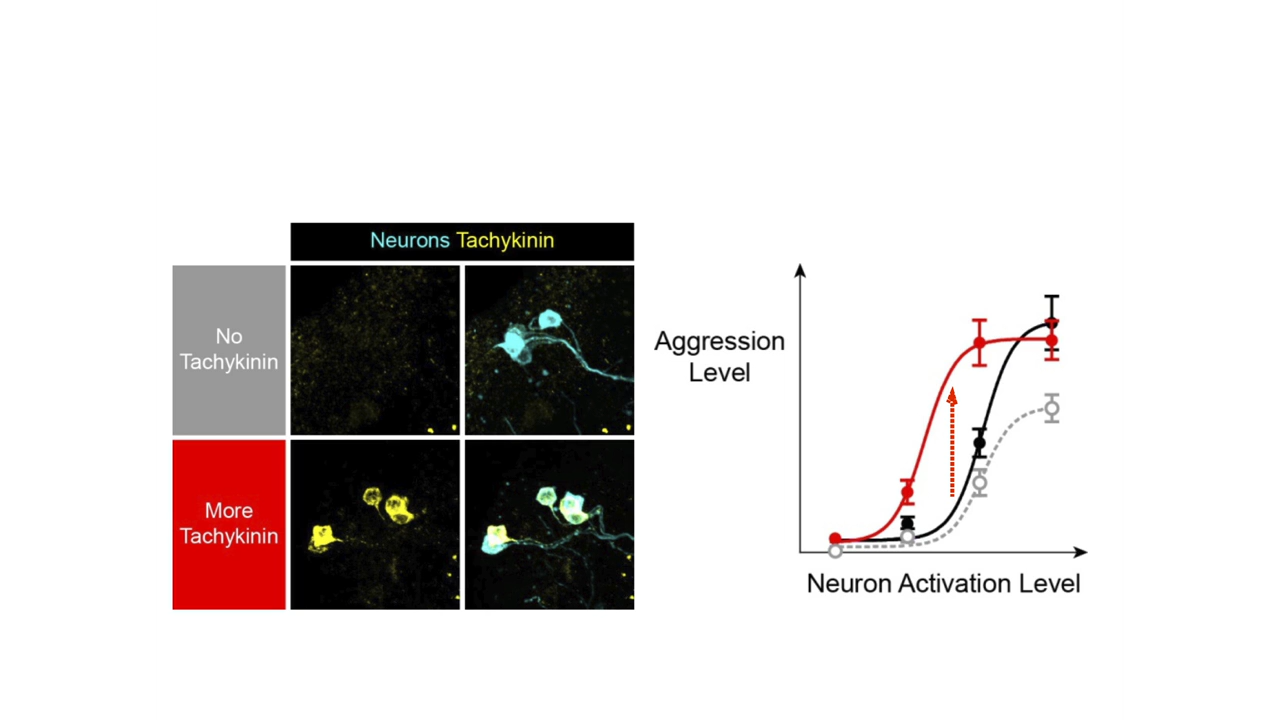 Neurons Tachykinin
No
Tachykinin
More
Tachykinin
Aggression
Level
Neuron Activation Level